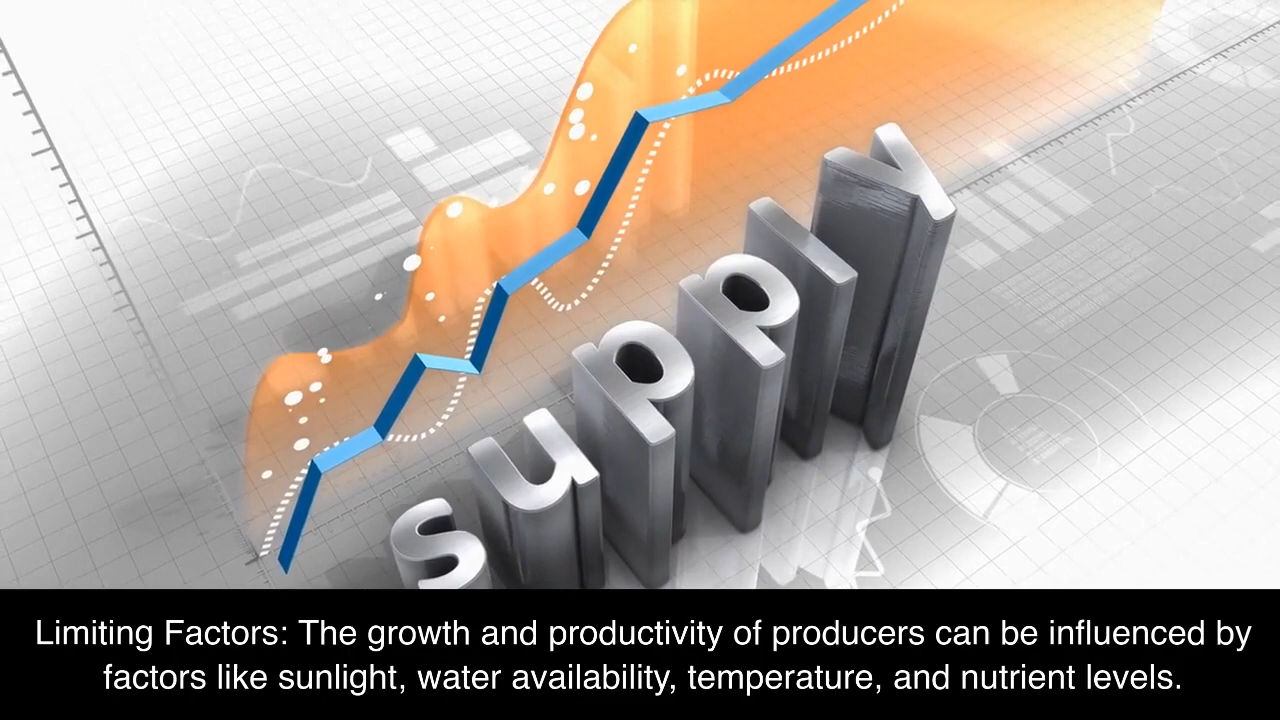 supply
Limiting Factors: The growth and productivity of producers can be influenced by
factors like sunlight, water availability, temperature, and nutrient levels.